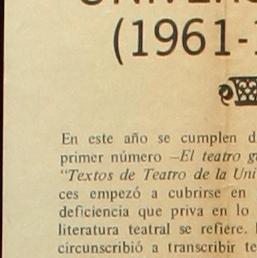 UNIVERS
(1961-
En este año se cumplen d
primer número —El teatro g
"Textos de Teatro de la Uni
ces empezó a cubrirse en
deficiencia que priva en lo
literatura teatral se refiere.
circunscribió a transcribir te